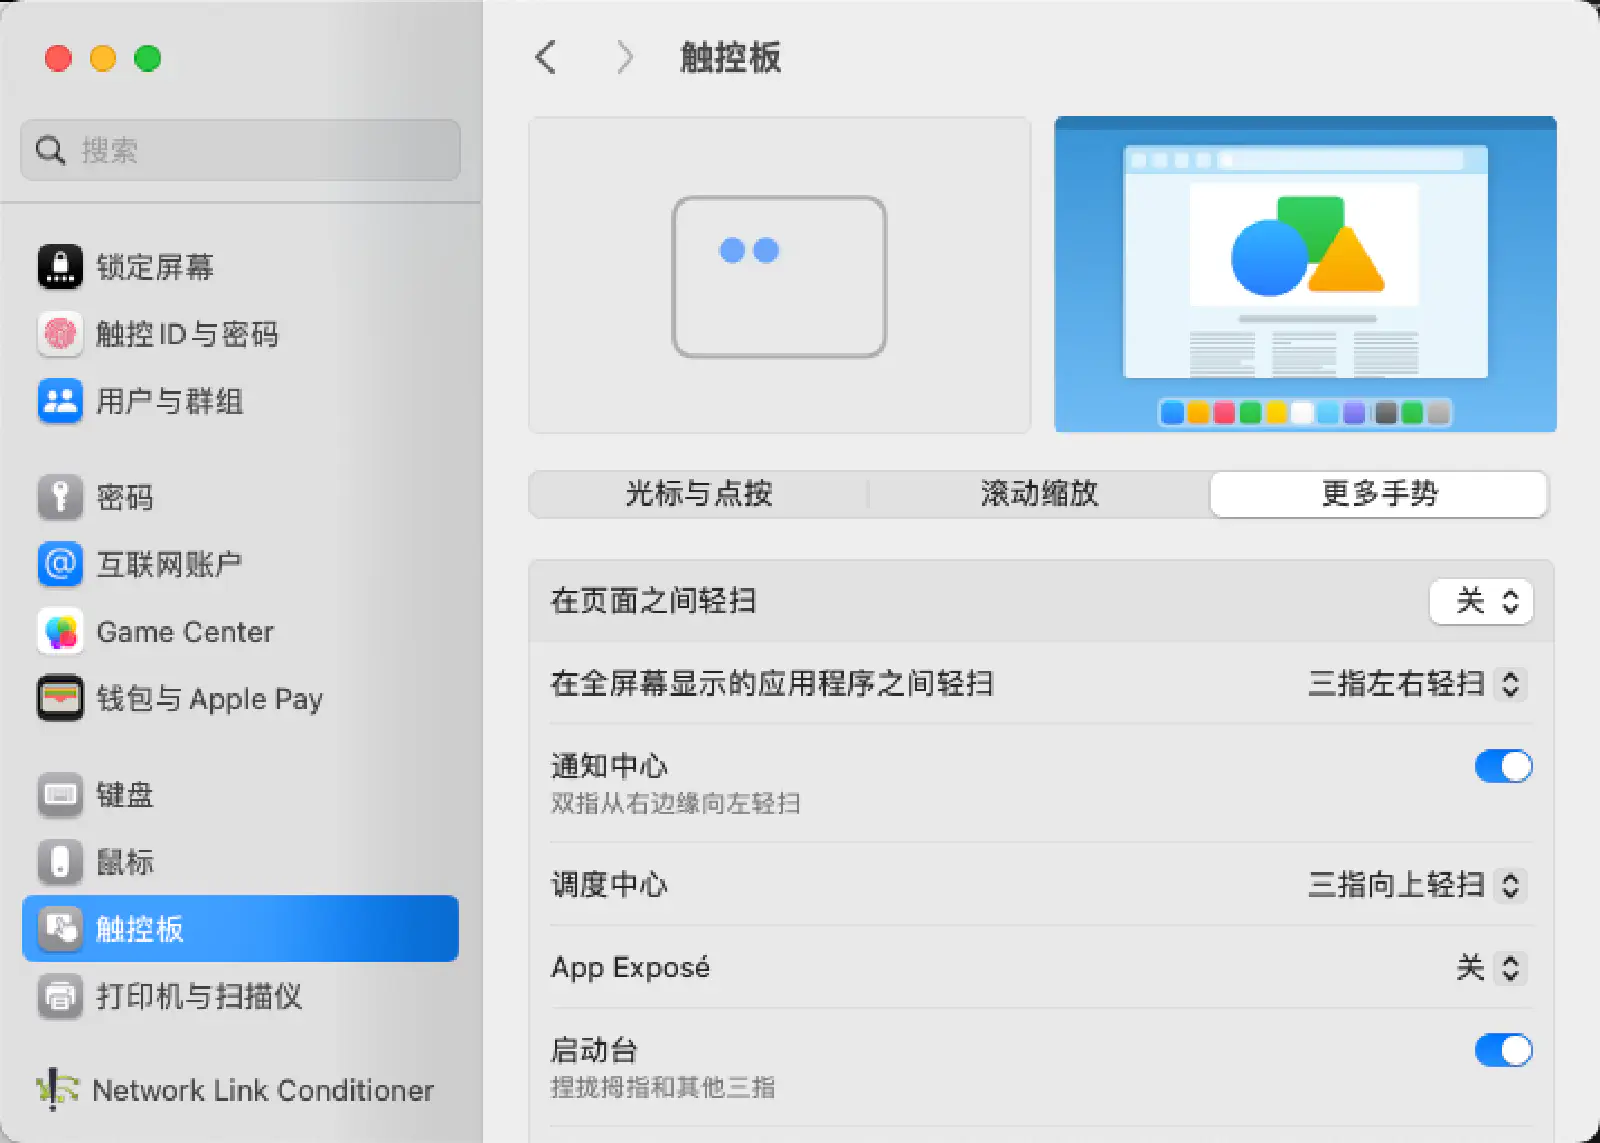 触控板
搜索
锁定屏幕
触控 ID 与密码
用户与群组
密码
互联网账户
Game Center
钱包与 Apple Pay
键盘
鼠标
触控板
打印机与扫描仪
Network Link Conditioner
光标与点按
滚动缩放
更多手势
在页面之间轻扫
关
在全屏幕显示的应用程序之间轻扫
三指左右轻扫
通知中心
双指从右边缘向左轻扫
调度中心
三指向上轻扫
App Exposé
关
启动台
捏拢拇指和其他三指